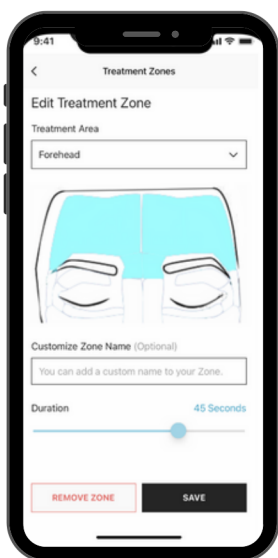 9:41
Treatment Zones
Edit Treatment Zone
Treatment Area
Forehead
Customize Zone Name (Optional)
You can add a custom name to your Zone.
Duration 45 Seconds
REMOVE ZONE SAVE